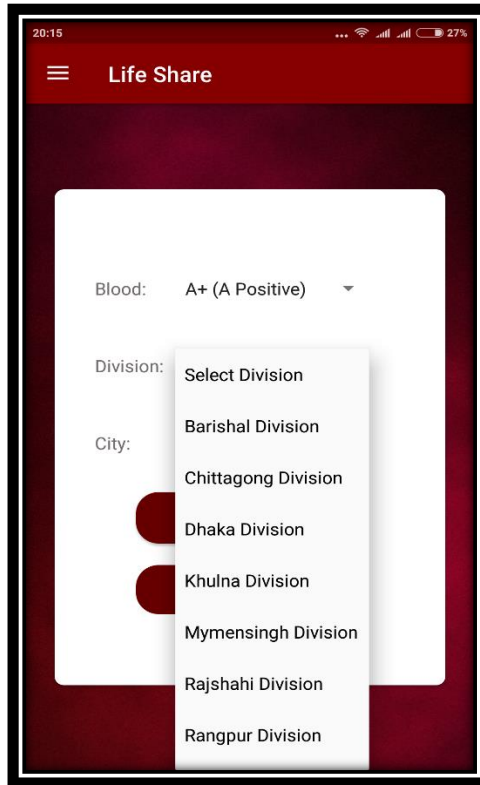 20:15 ... 27%
Life Share
Blood: A+ (A Positive)
Division:
Select Division
Barishal Division
City:
Chittagong Division
Dhaka Division
Khulna Division
Mymensingh Division
Rajshahi Division
Rangpur Division